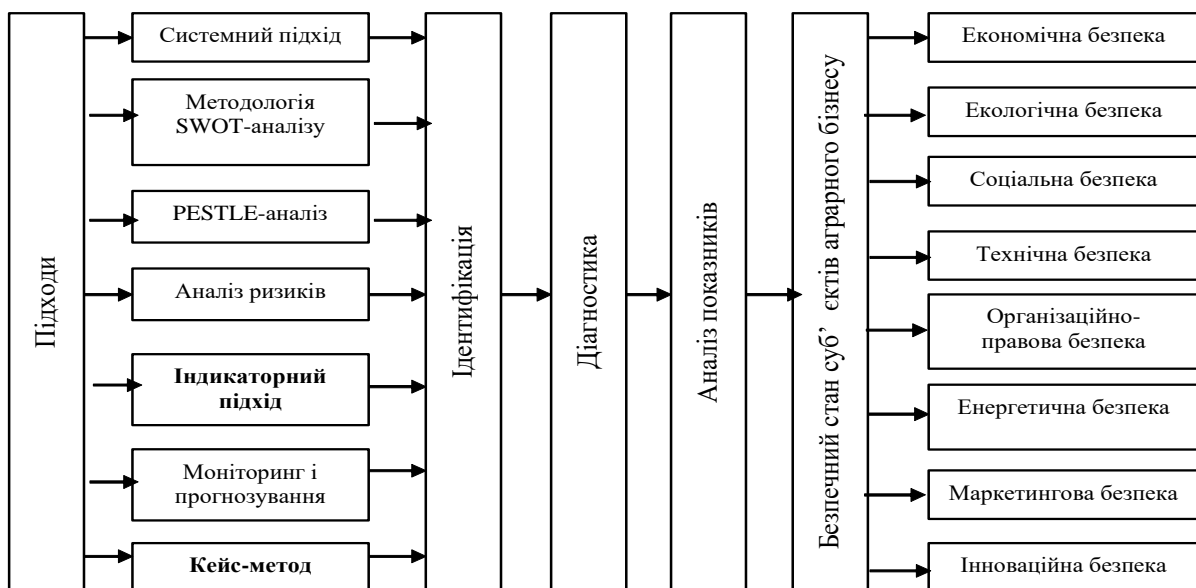 Підходи
Системний підхід
Методологія
SWOT-аналізу
PESTLE-аналіз
Аналіз ризиків
Індикаторний
підхід
Моніторинг і
прогнозування
Кейс-метод
Ідентифікація
Діагностика
Аналіз показників
Безпечний стан суб’ єктів аграрного бізнесу
Економічна безпека
Екологічна безпека
Соціальна безпека
Технічна безпека
Організаційно-
правова безпека
Енергетична безпека
Маркетингова безпека
Інноваційна безпека